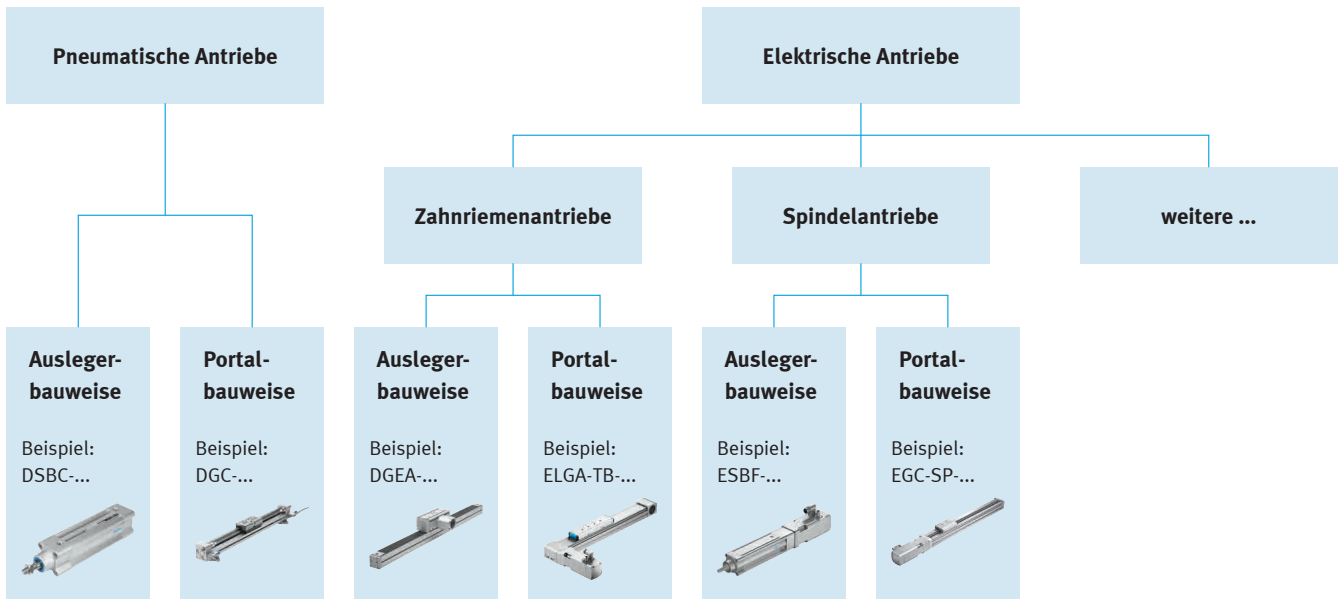 Pneumatische Antriebe
Elektrische Antriebe
Zahnriemenantriebe
Spindelantriebe
weitere ...
Ausleger-
bauweise
Beispiel:
DSBC-...
Portal-
bauweise
Beispiel:
DGC-...
Ausleger-
bauweise
Beispiel:
DGEA-...
Portal-
bauweise
Beispiel:
ELGA-TB-...
Ausleger-
bauweise
Beispiel:
ESBF-...
Portal-
bauweise
Beispiel:
EGC-SP-...